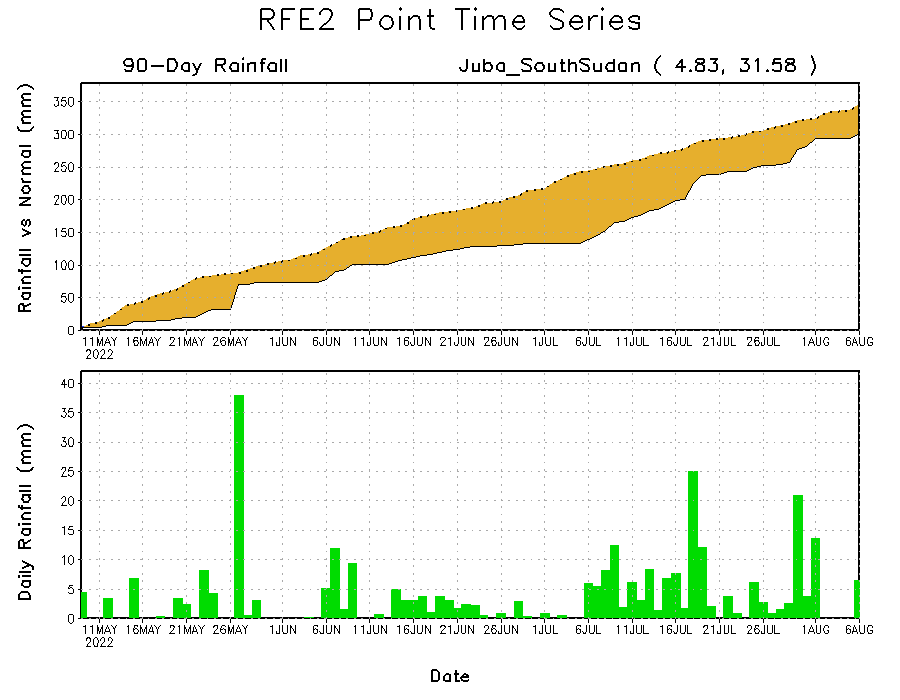 RFE2 Point Time Series
90-Day Rainfall
Juba_SouthSudan ( 4.83, 31.58 )
Rainfall vs Normal (mm)
350
300
250
200
150
100
50
0
11MAY 16MAY 21MAY 26MAY 1JUN 6JUN 11JUN 16JUN 21JUN 26JUN 1JUL 6JUL 11JUL 16JUL 21JUL 26JUL 1AUG 6AUG
2022
Daily Rainfall (mm)
40
35
30
25
20
15
10
5
0
11MAY 16MAY 21MAY 26MAY 1JUN 6JUN 11JUN 16JUN 21JUN 26JUN 1JUL 6JUL 11JUL 16JUL 21JUL 26JUL 1AUG 6AUG
2022
Date